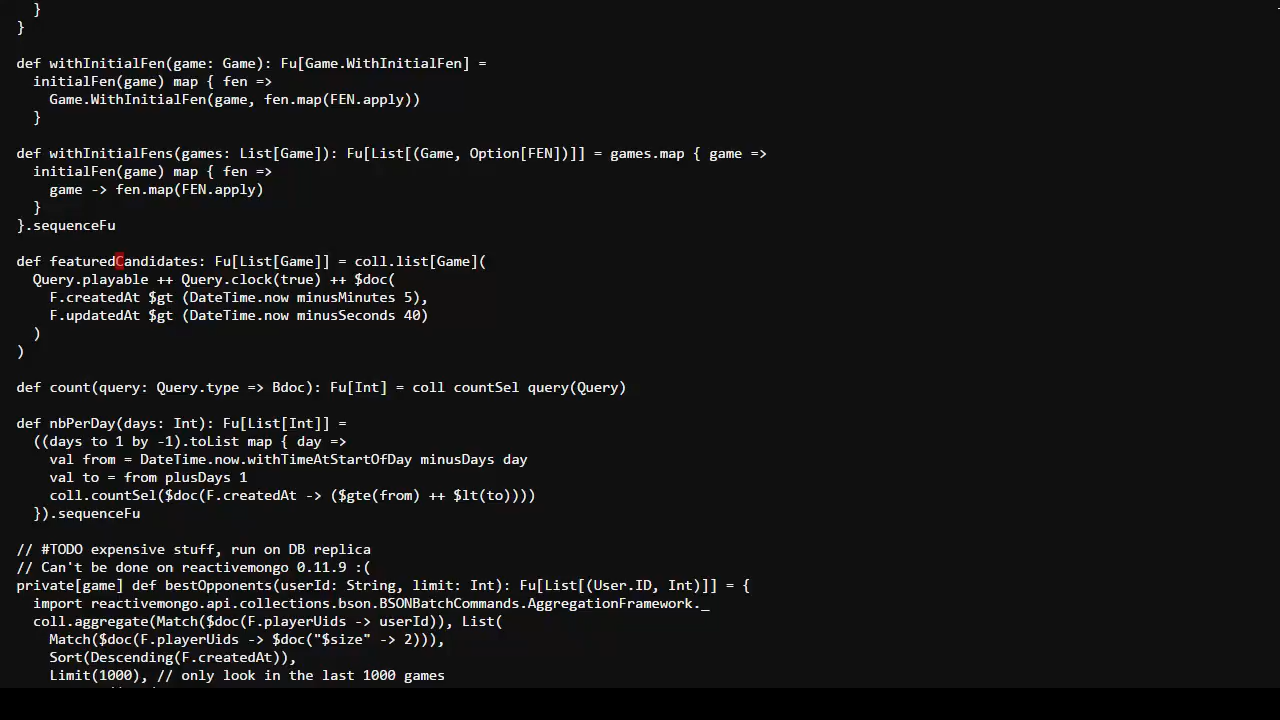 }
}
def withInitialFen(game: Game): Fu[Game.WithInitialFen] =
initialFen(game) map { fen =>
Game.WithInitialFen(game, fen.map(FEN.apply))
}
def withInitialFens(games: List[Game]): Fu[List[(Game, Option[FEN])]] = games.map { game =>
initialFen(game) map { fen =>
game -> fen.map(FEN.apply)
}
}.sequenceFu
def featuredCandidates: Fu[List[Game]] = coll.list[Game](
Query.playable ++ Query.clock(true) ++ $doc(
F.createdAt $gt (DateTime.now minusMinutes 5),
F.updatedAt $gt (DateTime.now minusSeconds 40)
)
)
def count(query: Query.type => Bdoc): Fu[Int] = coll countSel query(Query)
def nbPerDay(days: Int): Fu[List[Int]] =
((days to 1 by -1).toList map { day =>
val from = DateTime.now.withTimeAtStartOfDay minusDays day
val to = from plusDays 1
coll.countSel($doc(F.createdAt -> ($gte(from) ++ $lt(to))))
}).sequenceFu
// #TODO expensive stuff, run on DB replica
// Can't be done on reactivemongo 0.11.9 :(
private[game] def bestOpponents(userId: String, limit: Int): Fu[List[(User.ID, Int)]] = {
import reactivemongo.api.collections.bson.BSONBatchCommands.AggregationFramework._
coll.aggregate(Match($doc(F.playerUids -> userId)), List(
Match($doc(F.playerUids -> $doc("$size" -> 2))),
Sort(Descending(F.createdAt)),
Limit(1000), // only look in the last 1000 games